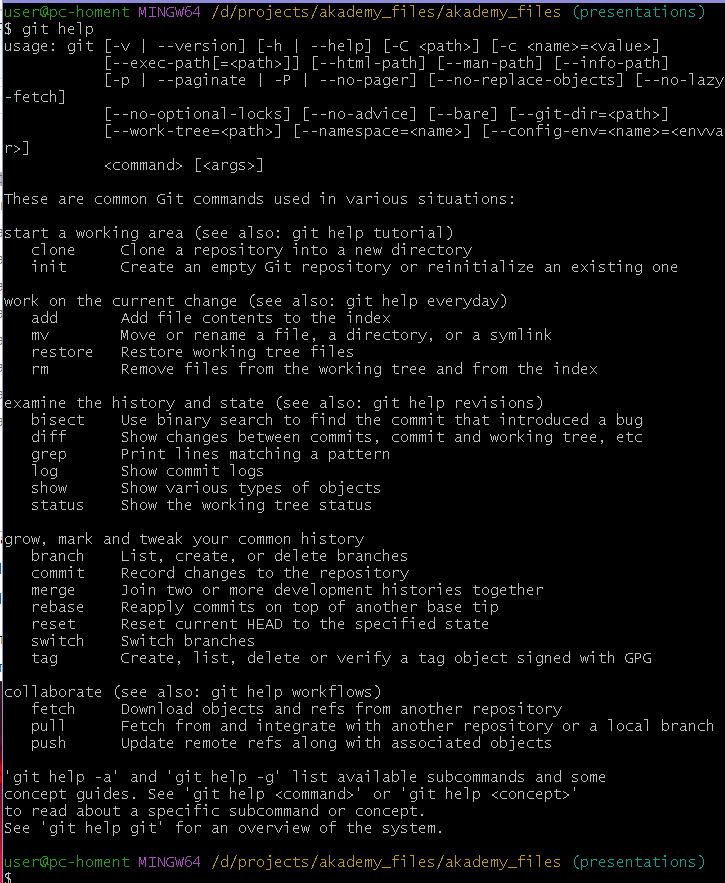 user@pc-homent MINGW64 /d/projects/akademy_files/akademy_files (presentations)
$ git help
usage: git [-v | --version] [-h | --help] [-C <path>] [-c <name>=<value>]
           [--exec-path[=<path>]] [--html-path] [--man-path] [--info-path]
           [-p | --paginate | -P | --no-pager] [--no-replace-objects] [--no-lazy
-fetch]
           [--no-optional-locks] [--no-advice] [--bare] [--git-dir=<path>]
           [--work-tree=<path>] [--namespace=<name>] [--config-env=<name>=<envva
r>]
           <command> [<args>]

These are common Git commands used in various situations:

start a working area (see also: git help tutorial)
   clone     Clone a repository into a new directory
   init      Create an empty Git repository or reinitialize an existing one

work on the current change (see also: git help everyday)
   add       Add file contents to the index
   mv        Move or rename a file, a directory, or a symlink
   restore   Restore working tree files
   rm        Remove files from the working tree and from the index

examine the history and state (see also: git help revisions)
   bisect    Use binary search to find the commit that introduced a bug
   diff      Show changes between commits, commit and working tree, etc
   grep      Print lines matching a pattern
   log       Show commit logs
   show      Show various types of objects
   status    Show the working tree status

grow, mark and tweak your common history
   branch    List, create, or delete branches
   commit    Record changes to the repository
   merge     Join two or more development histories together
   rebase    Reapply commits on top of another base tip
   reset     Reset current HEAD to the specified state
   switch    Switch branches
   tag       Create, list, delete or verify a tag object signed with GPG

collaborate (see also: git help workflows)
   fetch     Download objects and refs from another repository
   pull      Fetch from and integrate with another repository or a local branch
   push      Update remote refs along with associated objects

'git help -a' and 'git help -g' list available subcommands and some
concept guides. See 'git help <command>' or 'git help <concept>'
to read about a specific subcommand or concept.
See 'git help git' for an overview of the system.

user@pc-homent MINGW64 /d/projects/akademy_files/akademy_files (presentations)
$